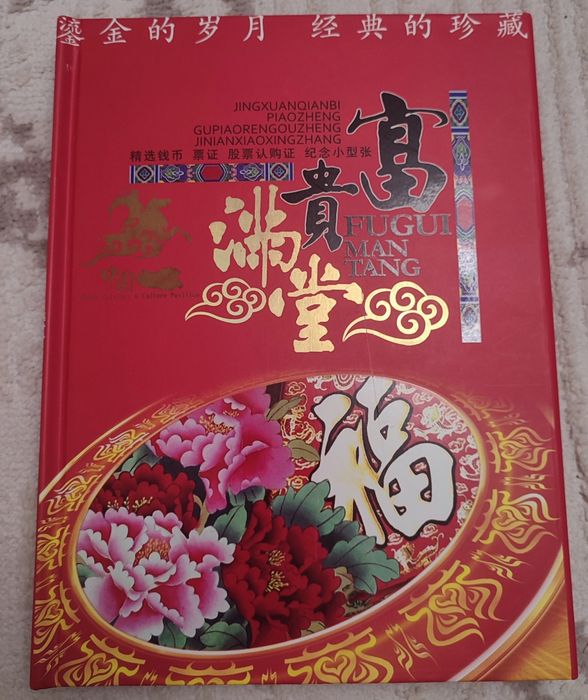 鎏金的岁月 经典的珍藏
JINGXUANQIANBI
PIAOZHENG
GUPIAORENGOUZHENG
JINIANXIAOXINGZHANG
精选钱币 票证 股票认购证 纪念小型张
富貴
滿堂
FUGUI
MAN
TANG
福